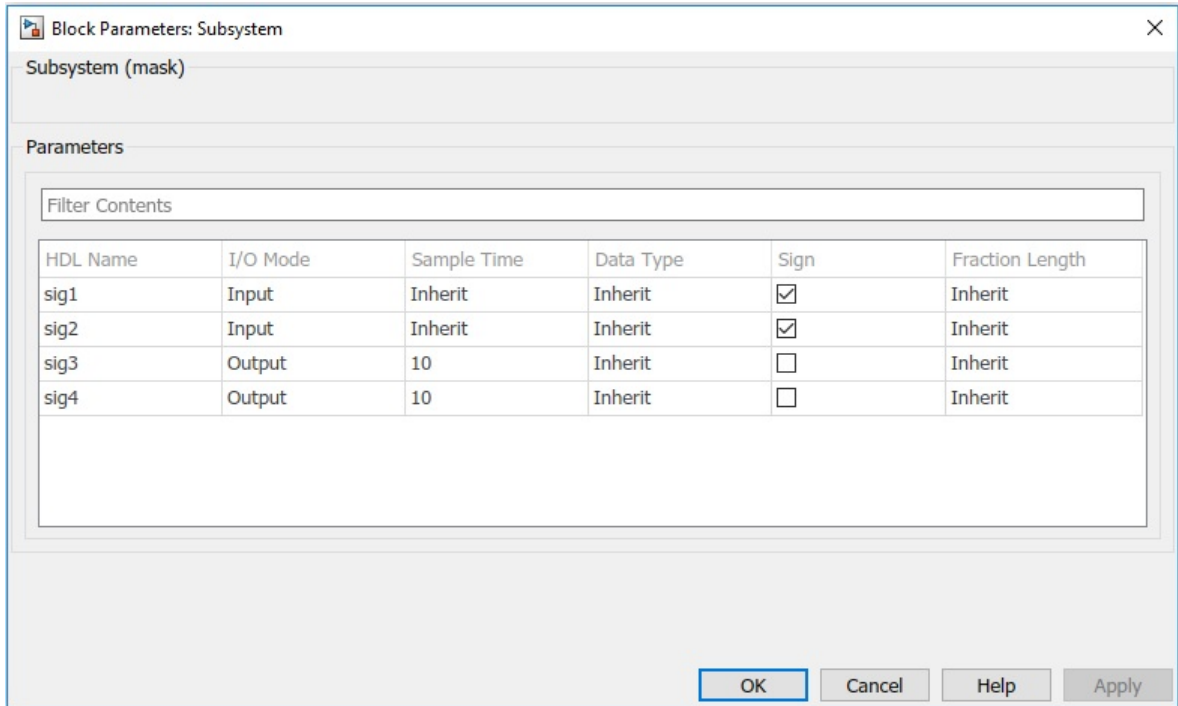 Block Parameters: Subsystem
Subsystem (mask)
Parameters
Filter Contents
HDL Name I/O Mode Sample Time Data Type Sign Fraction Length
sig1 Input Inherit Inherit Inherit
sig2 Input Inherit Inherit Inherit
sig3 Output 10 Inherit Inherit
sig4 Output 10 Inherit Inherit
OK Cancel Help Apply